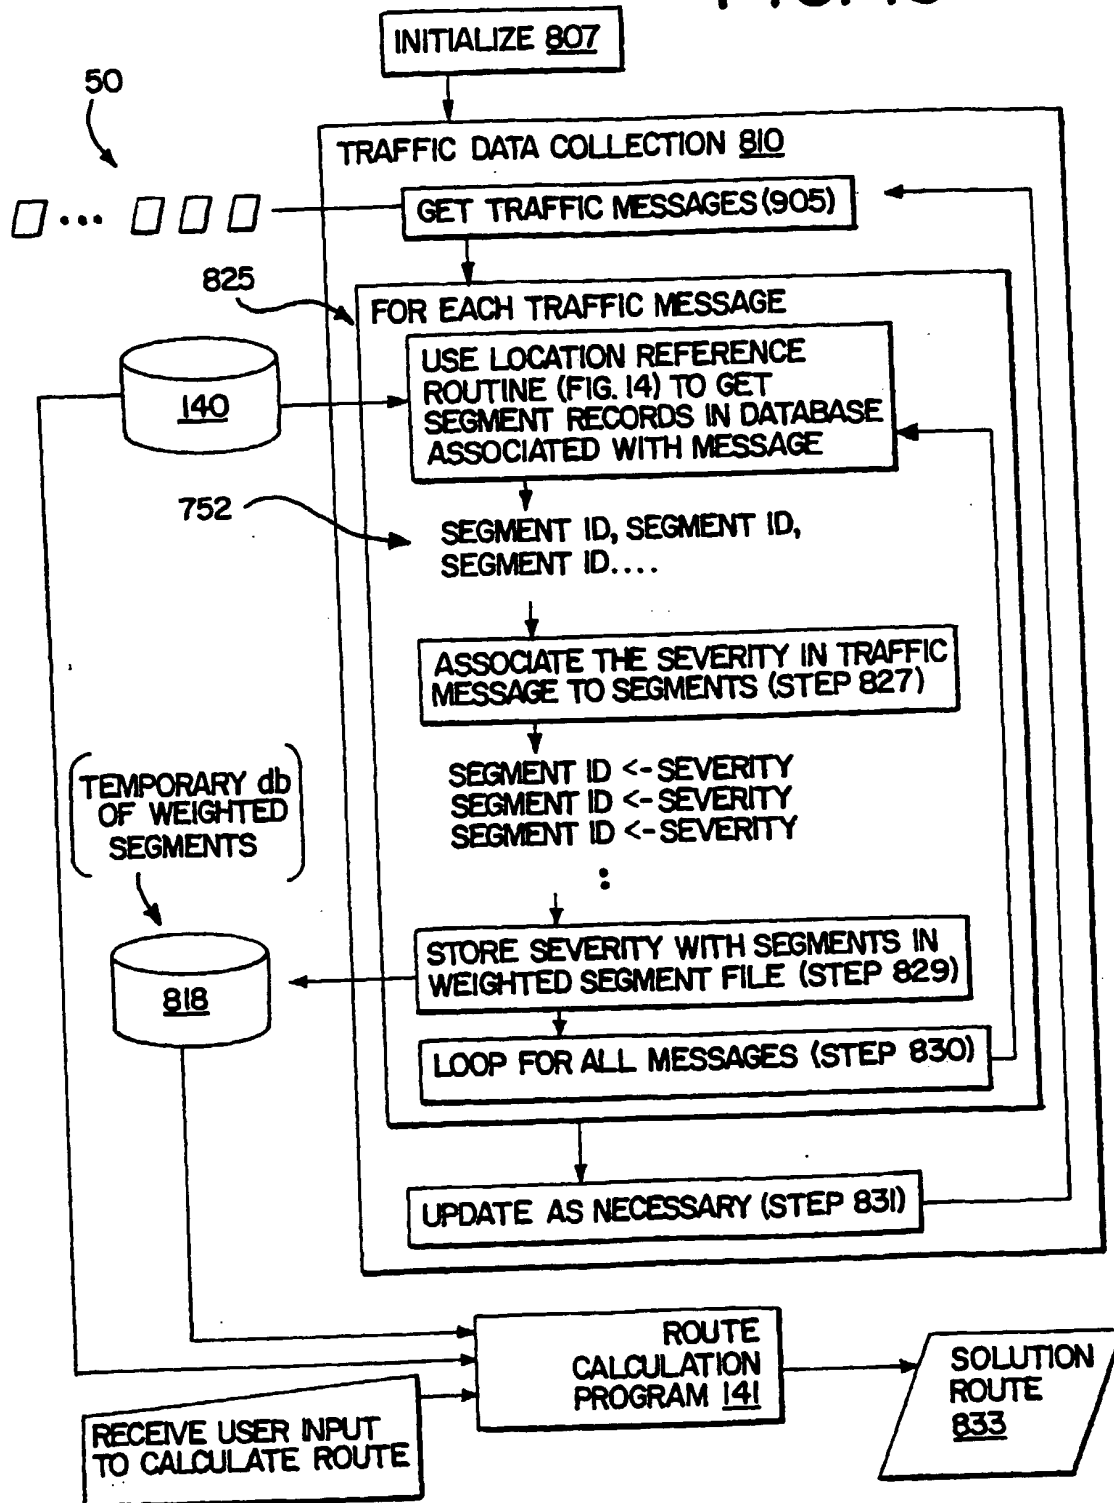 INITIALIZE 807
50
TRAFFIC DATA COLLECTION 810
GET TRAFFIC MESSAGES (905)
825
FOR EACH TRAFFIC MESSAGE
USE LOCATION REFERENCE
ROUTINE (FIG. 14) TO GET
SEGMENT RECORDS IN DATABASE
ASSOCIATED WITH MESSAGE
140
752
SEGMENT ID, SEGMENT ID,
SEGMENT ID....
ASSOCIATE THE SEVERITY IN TRAFFIC
MESSAGE TO SEGMENTS (STEP 827)
SEGMENT ID <-SEVERITY
SEGMENT ID <-SEVERITY
SEGMENT ID <-SEVERITY
:
(TEMPORARY db
OF WEIGHTED
SEGMENTS)
818
STORE SEVERITY WITH SEGMENTS IN
WEIGHTED SEGMENT FILE (STEP 829)
LOOP FOR ALL MESSAGES (STEP 830)
UPDATE AS NECESSARY (STEP 831)
ROUTE
CALCULATION
PROGRAM 141
RECEIVE USER INPUT
TO CALCULATE ROUTE
SOLUTION
ROUTE
833